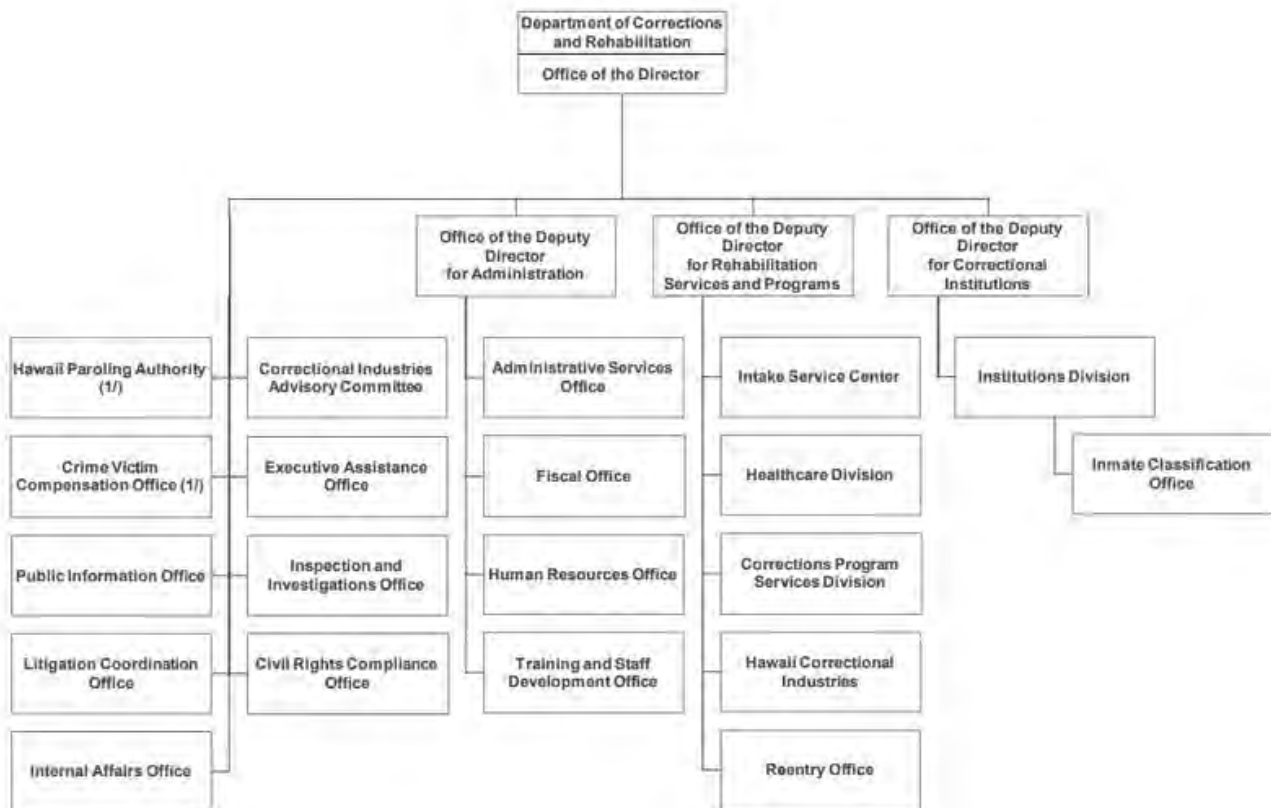 Department of Corrections
and Rehabilitation
Office of the Director
Office of the Deputy
Director
for Administration
Office of the Deputy
Director
for Rehabilitation
Services and Programs
Office of the Deputy
Director
for Correctional
Institutions
Hawaii Paroling Authority
(1/)
Correctional Industries
Advisory Committee
Administrative Services
Office
Intake Service Center
Institutions Division
Crime Victim
Compensation Office (1/)
Executive Assistance
Office
Fiscal Office
Healthcare Division
Inmate Classification
Office
Public Information Office
Inspection and
Investigations Office
Human Resources Office
Corrections Program
Services Division
Litigation Coordination
Office
Civil Rights Compliance
Office
Training and Staff
Development Office
Hawaii Correctional
Industries
Internal Affairs Office
Reentry Office